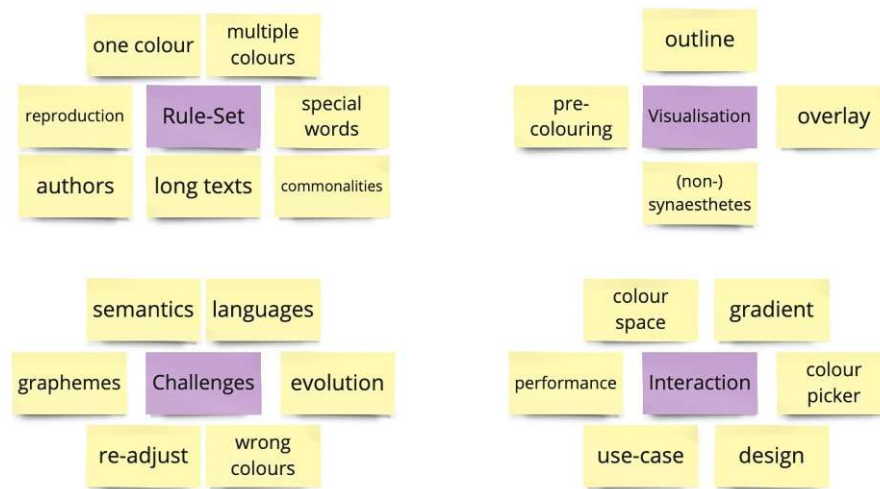 one colour
multiple
colours
reproduction
Rule-Set
special
words
authors
long texts
commonalities
outline
pre-
colouring
Visualisation
overlay
(non-)
synaesthetes
semantics
languages
graphemes
Challenges
evolution
re-adjust
wrong
colours
colour
space
gradient
performance
Interaction
colour
picker
use-case
design